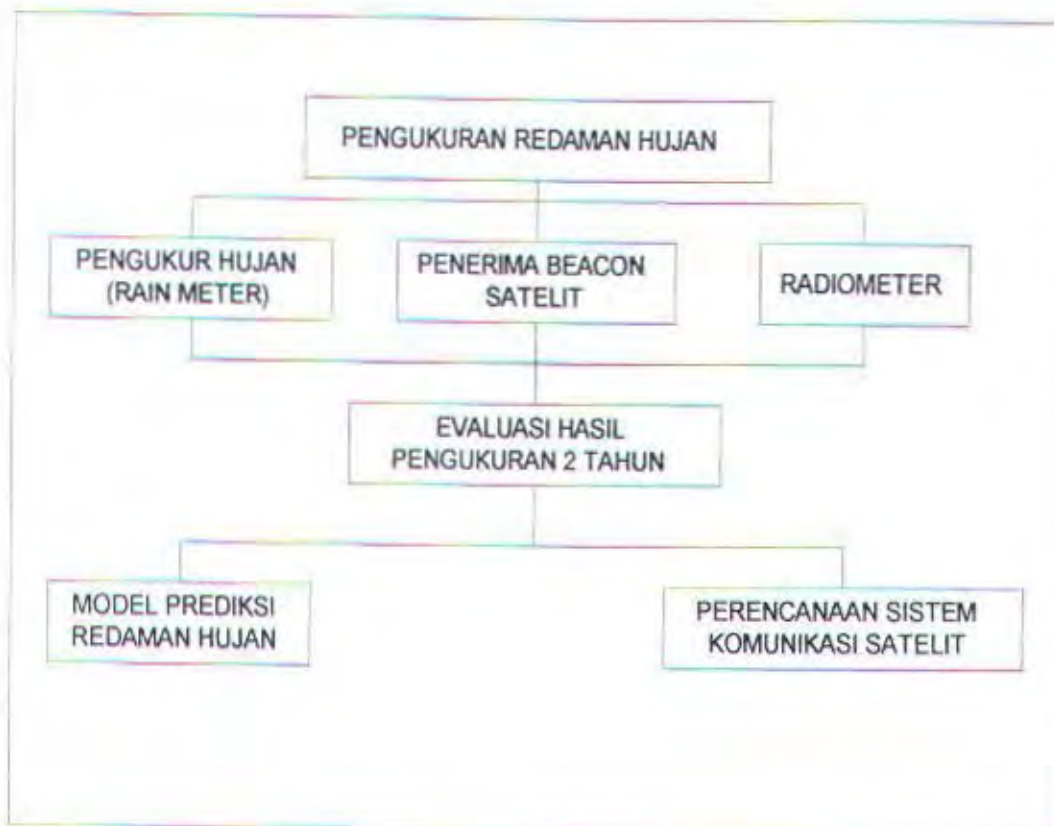 PENGUKURAN REDAMAN HUJAN
PENGUKUR HUJAN
(RAIN METER)
PENERIMA BEACON
SATELIT
RADIOMETER
EVALUASI HASIL
PENGUKURAN 2 TAHUN
MODEL PREDIKSI
REDAMAN HUJAN
PERENCANAAN SISTEM
KOMUNIKASI SATELIT